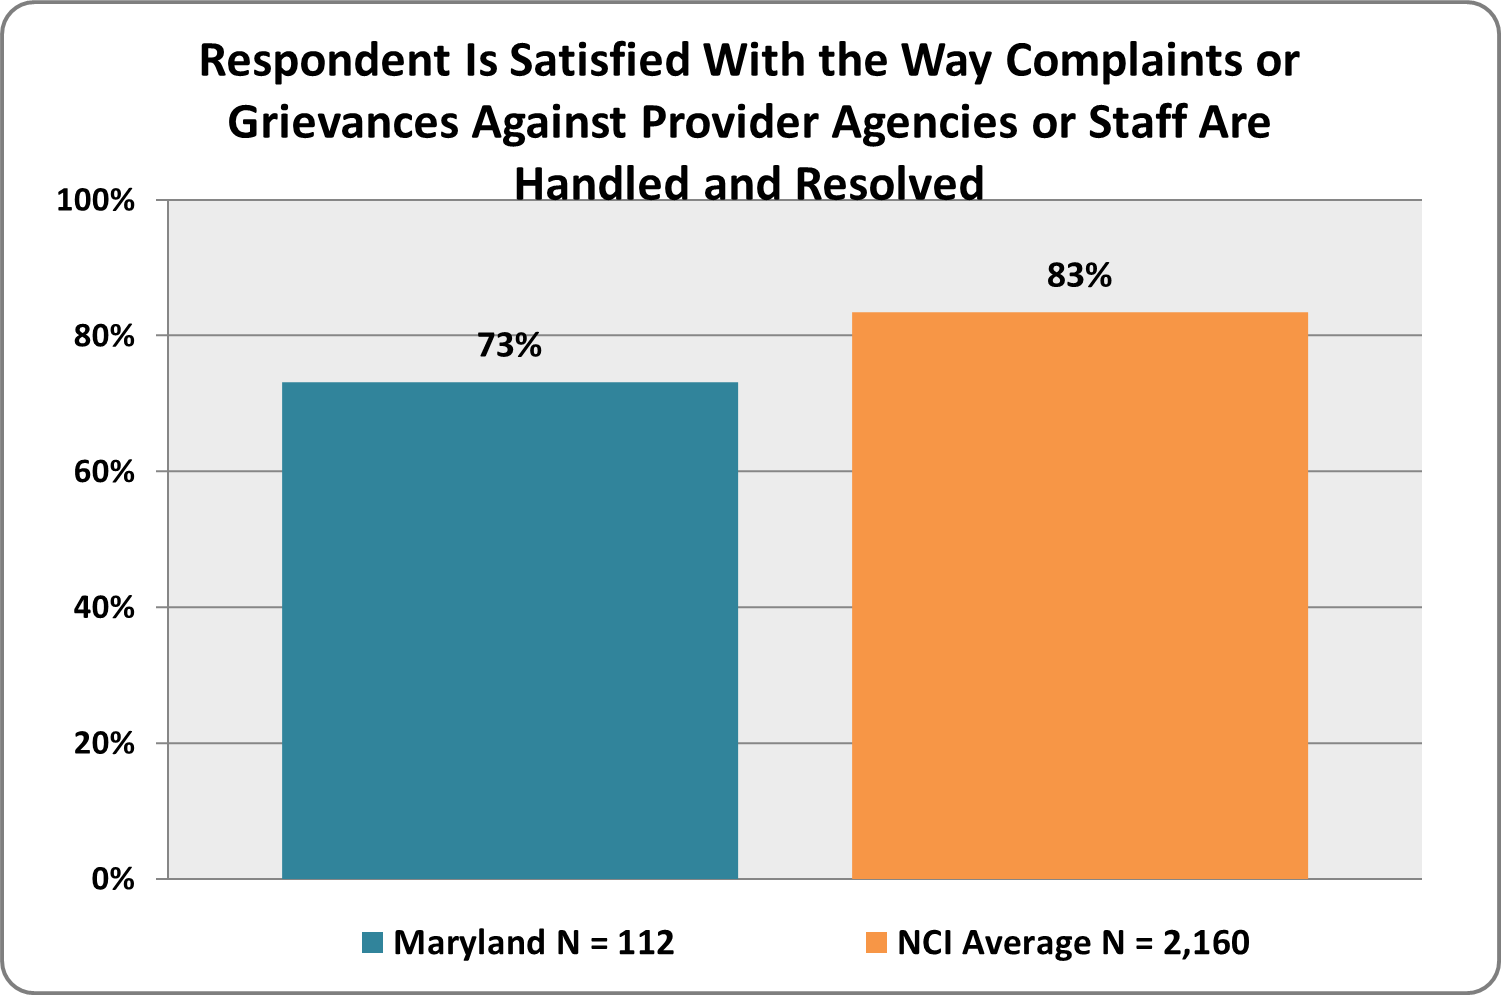 Respondent Is Satisfied With the Way Complaints or
Grievances Against Provider Agencies or Staff Are
Handled and Resolved
100%
80%
60%
40%
20%
0%
73%
83%
Maryland N = 112
NCI Average N = 2,160